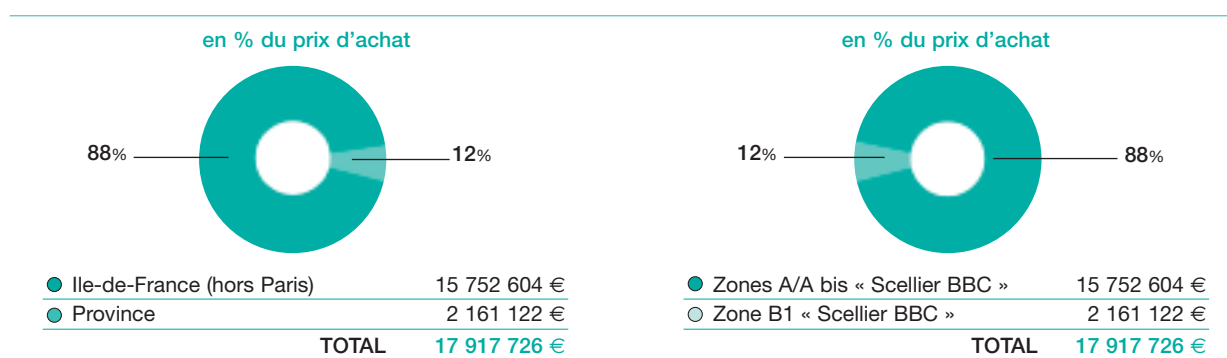 en % du prix d'achat
88%
12%
Ile-de-France (hors Paris) 15 752 604 €
Province 2 161 122 €
TOTAL 17 917 726 €
en % du prix d'achat
12%
88%
Zones A/A bis « Scellier BBC » 15 752 604 €
Zone B1 « Scellier BBC » 2 161 122 €
TOTAL 17 917 726 €